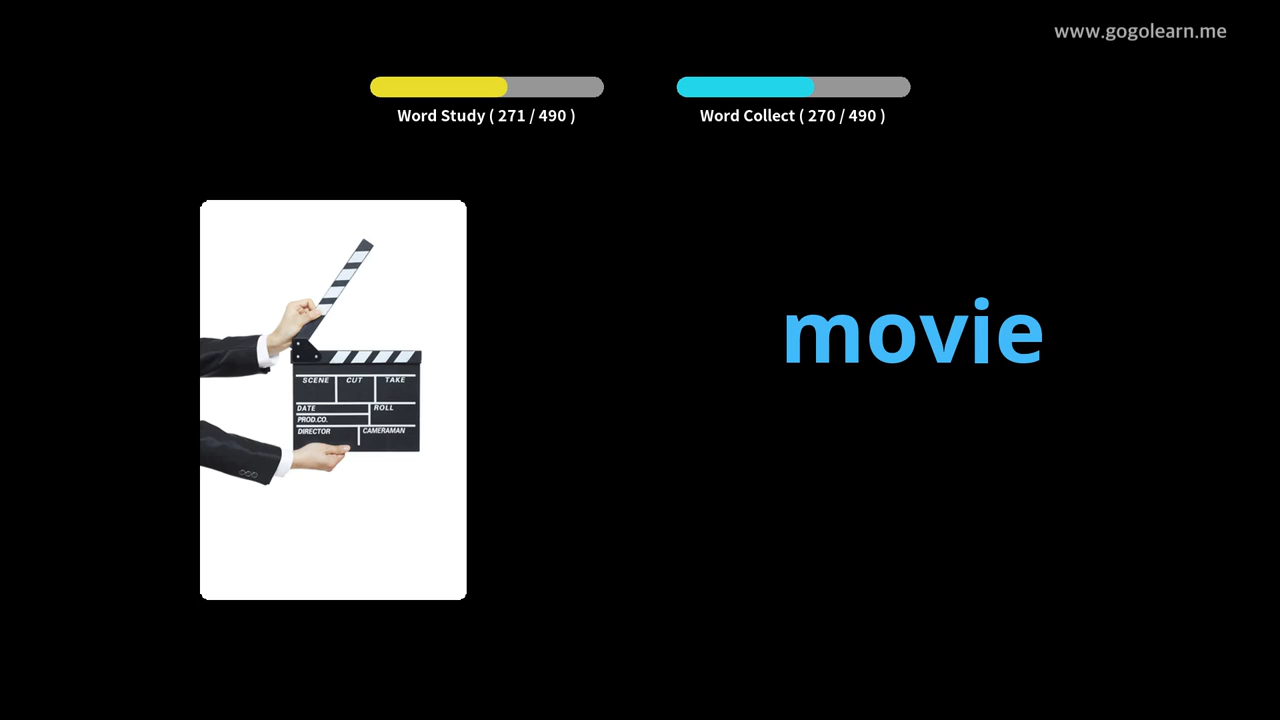 www.gogolearn.me
Word Study ( 271 / 490 )
Word Collect ( 270 / 490 )
movie
SCENE CUT TAKE
DATE ROLL
PROD.CO.
DIRECTOR CAMERAMAN